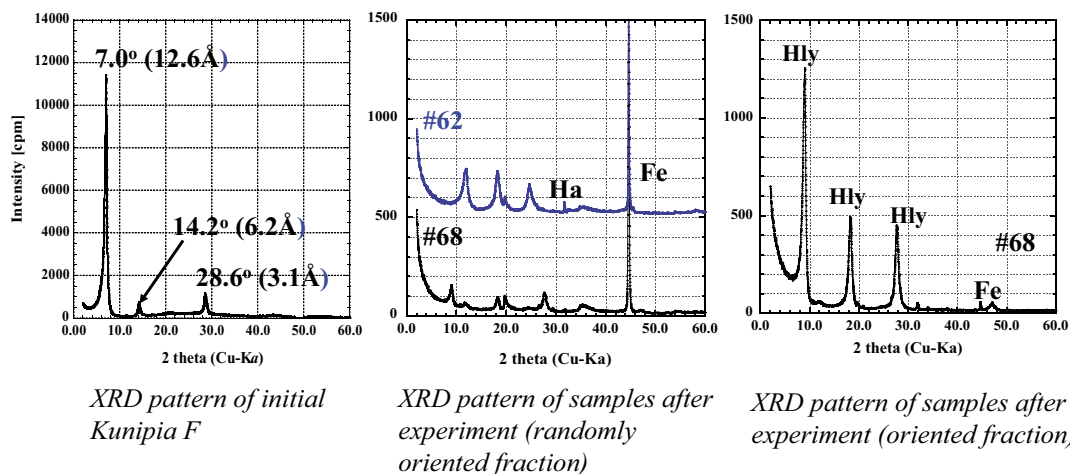 14000
12000
10000
8000
6000
4000
2000
0
Intensity [cpm]
7.0o (12.6Å)
14.2o (6.2Å)
28.6o (3.1Å)
0.00 10.0 20.0 30.0 40.0 50.0 60.0
2 theta (Cu-Ka)
XRD pattern of initial
Kunipia F
1500
1000
500
0
#62
Ha
Fe
#68
0.0 10.0 20.0 30.0 40.0 50.0 60.0
2 theta (Cu-Ka)
XRD pattern of samples after
experiment (randomly
oriented fraction)
1500
1000
500
0
Hly
Hly
Hly
#68
Fe
0.0 10.0 20.0 30.0 40.0 50.0 60.0
2 theta (Cu-Ka)
XRD pattern of samples after
experiment (oriented fraction)